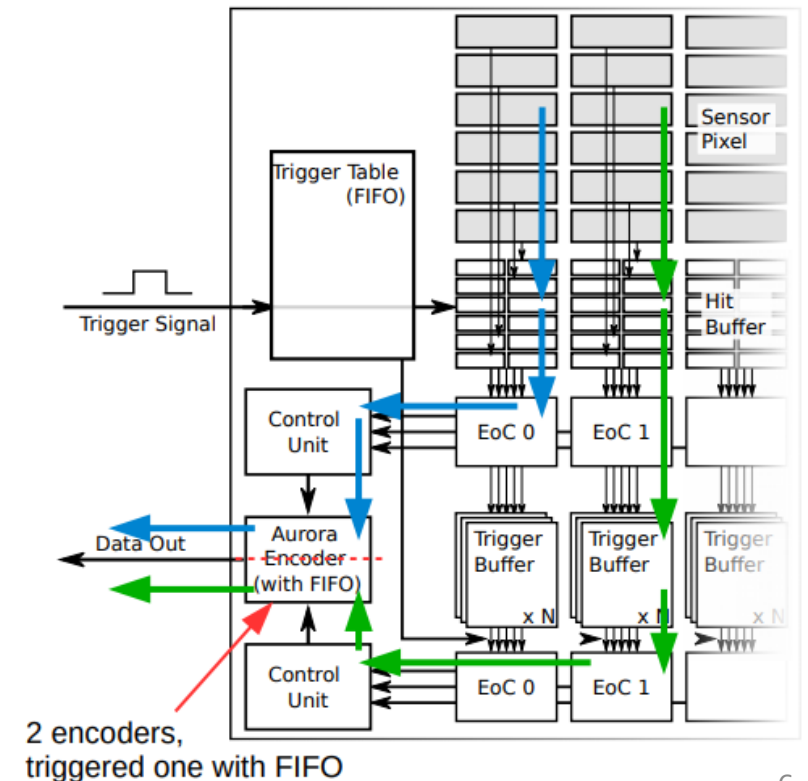 Sensor
Pixel
Trigger Table
(FIFO)
Hit
Buffer
Trigger Signal
Control
Unit
EoC 0
EoC 1
Trigger
Buffer
x N
Trigger
Buffer
x N
Trigger
Buffer
x N
Aurora
Encoder
(with FIFO)
Data Out
Control
Unit
EoC 0
EoC 1
2 encoders,
triggered one with FIFO